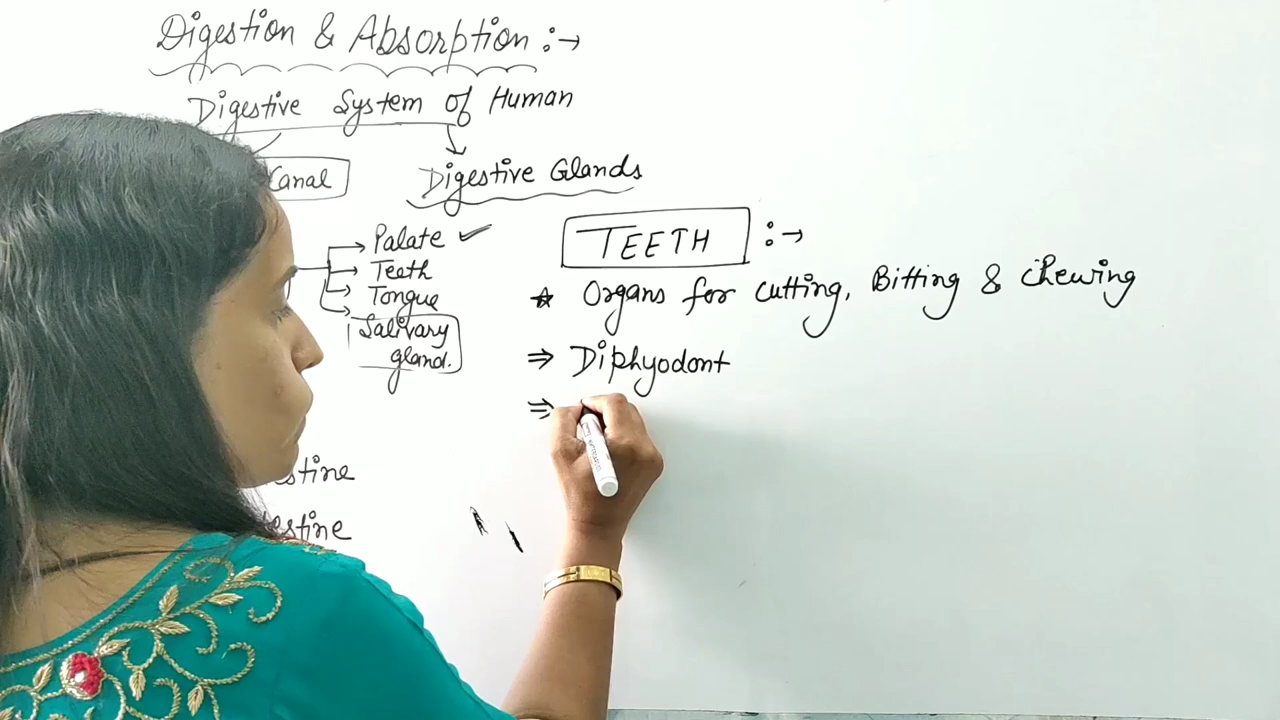 Digestion & Absorption :→
Digestive System of Human
Canal
Digestive Glands
Palate ✓
Teeth
Tongue
Salivary
gland.
TEETH :→
☆ Organs for cutting, Bitting & chewing
⇒ Diphyodont
⇒
stine
estine